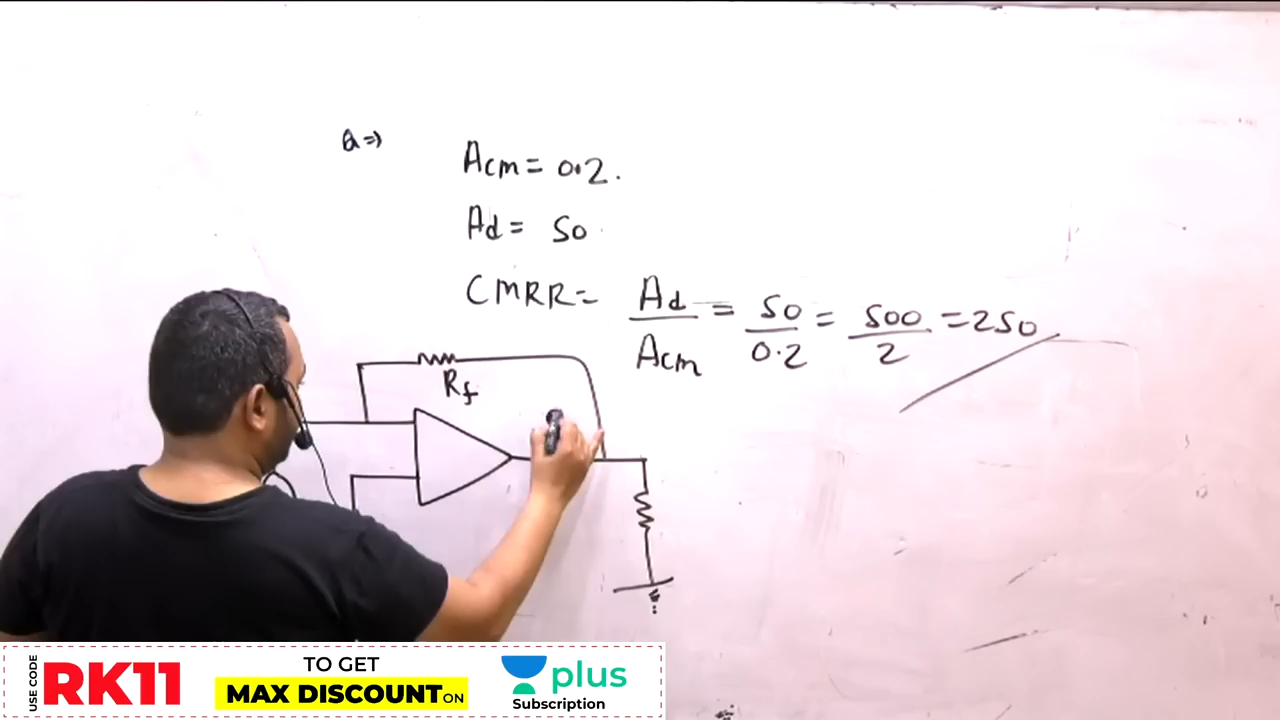 Q⇒
Acm = 0.2.
Ad = 50
CMRR = Ad/Acm = 50/0.2 = 500/2 = 250
Rf
USE CODE RK11
TO GET
MAX DISCOUNT ON
plus
Subscription